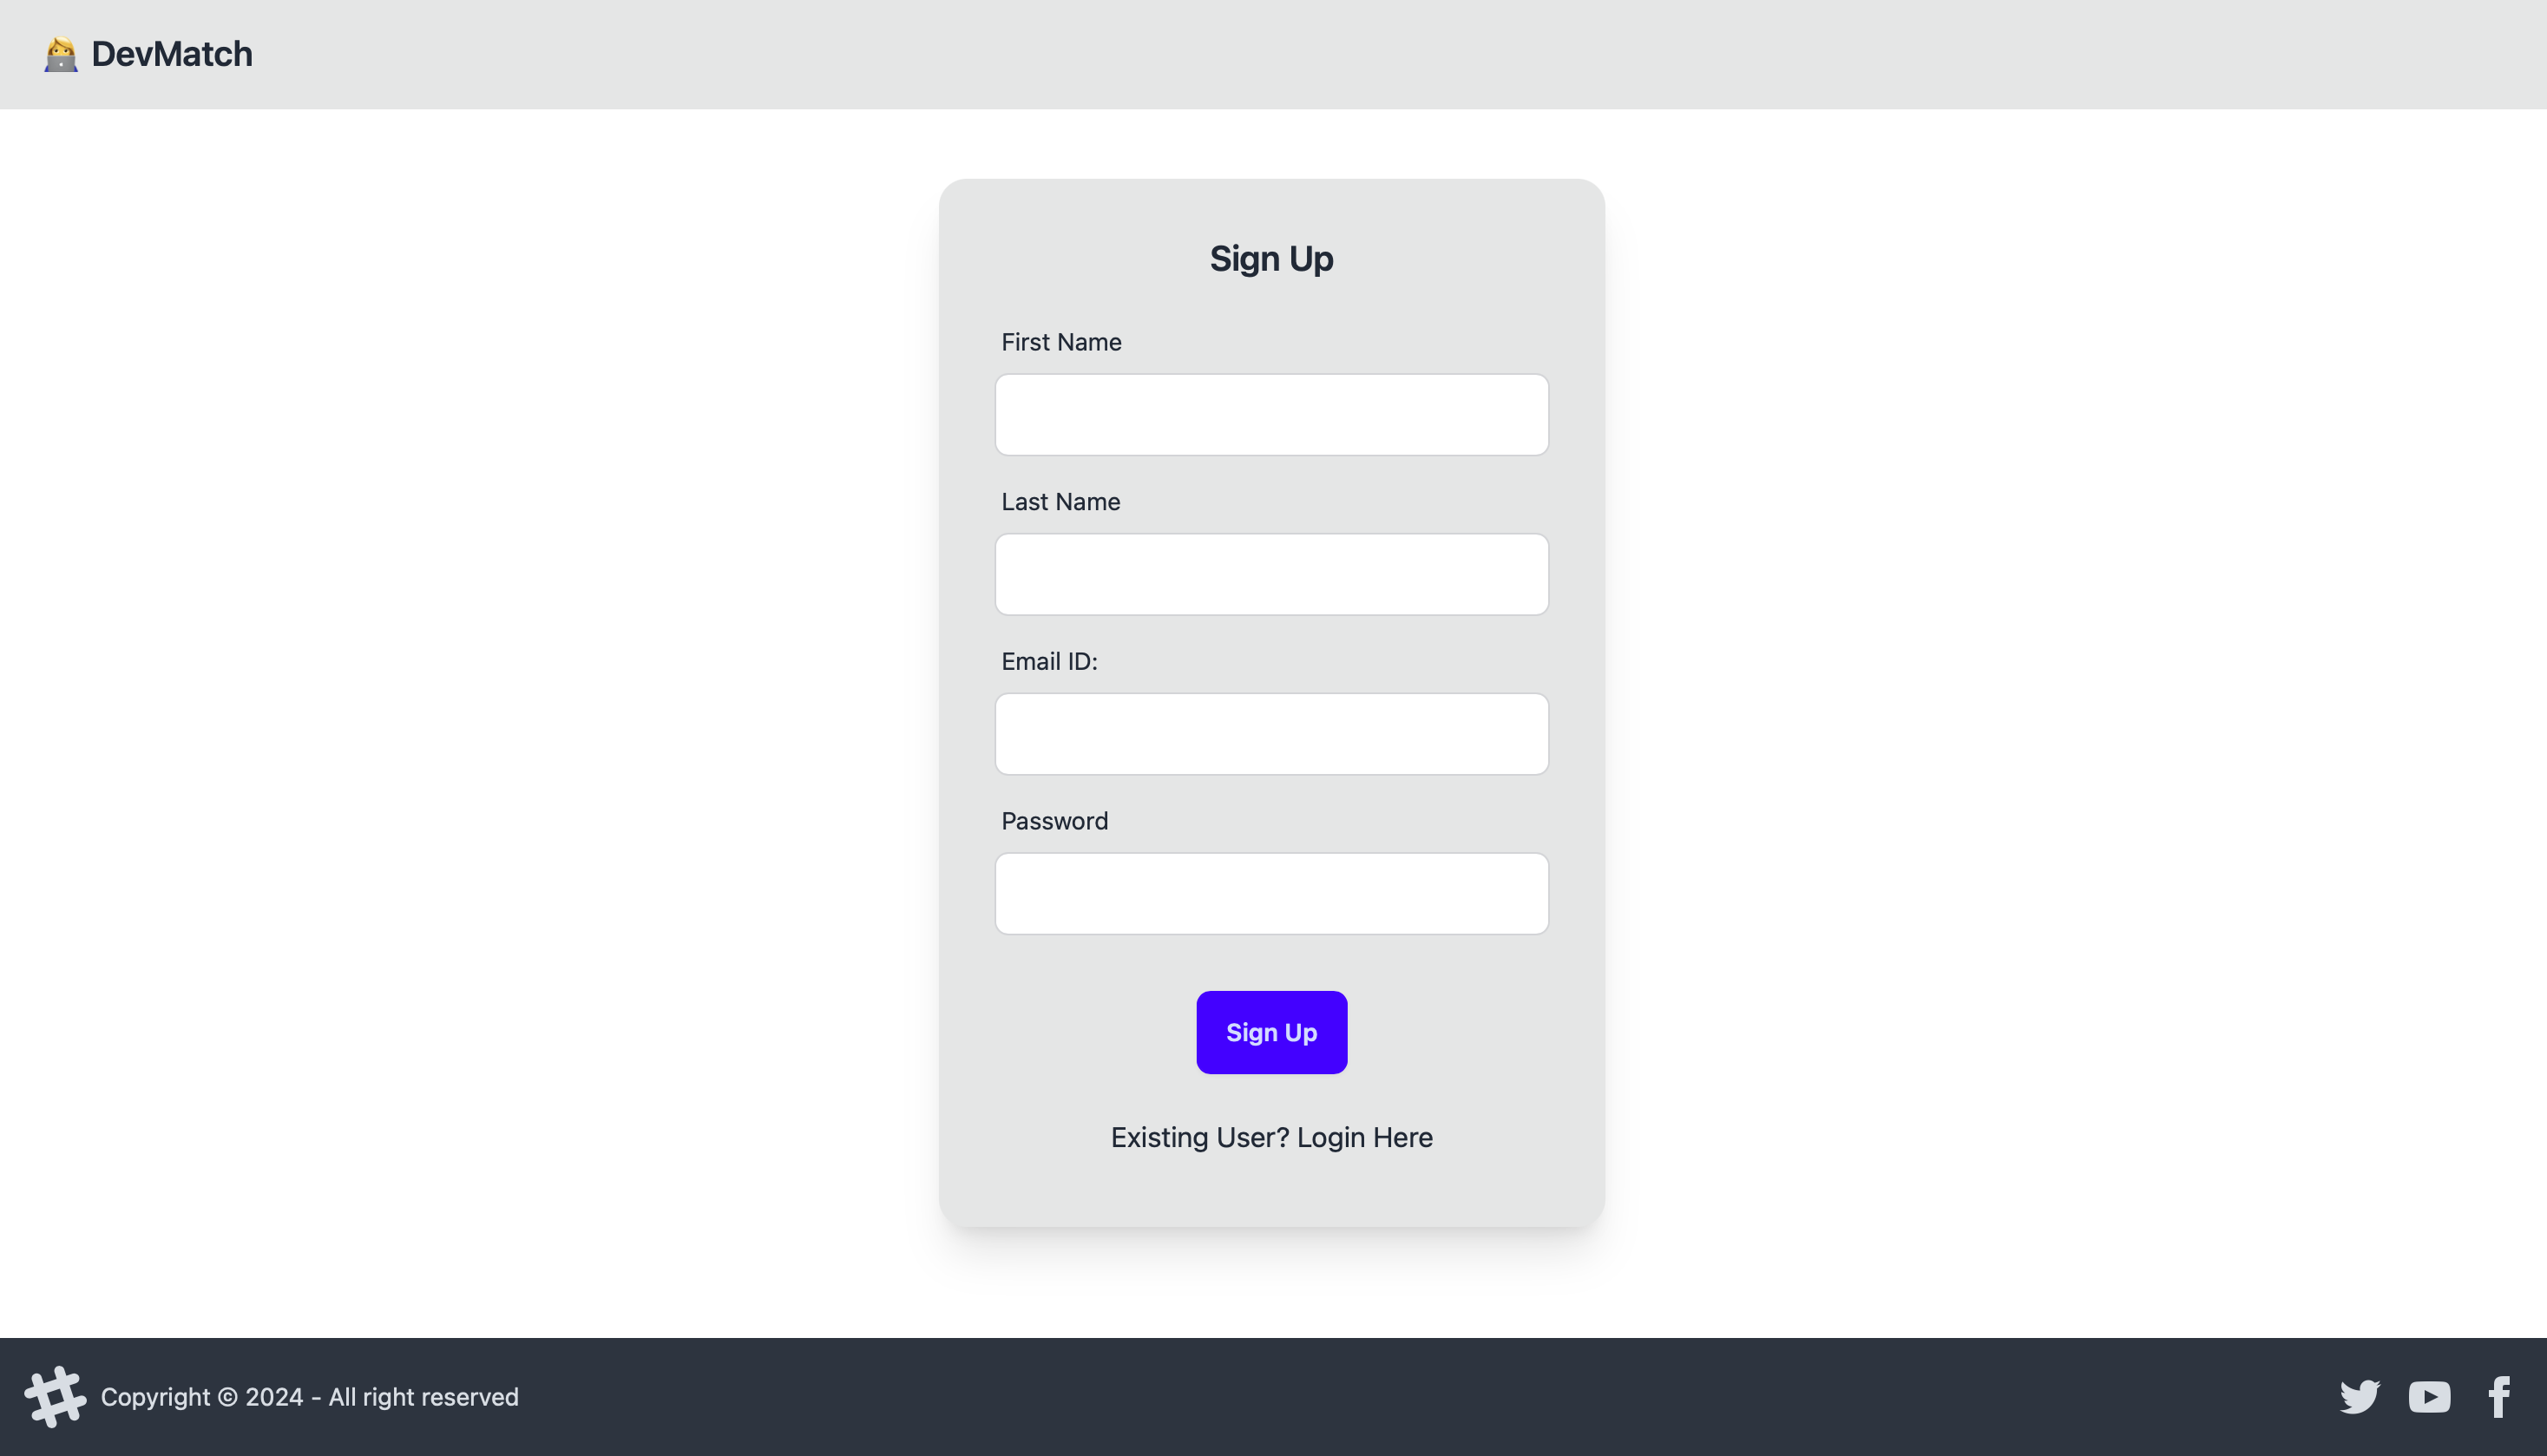 DevMatch
Sign Up
First Name
Last Name
Email ID:
Password
Sign Up
Existing User? Login Here
Copyright © 2024 - All right reserved